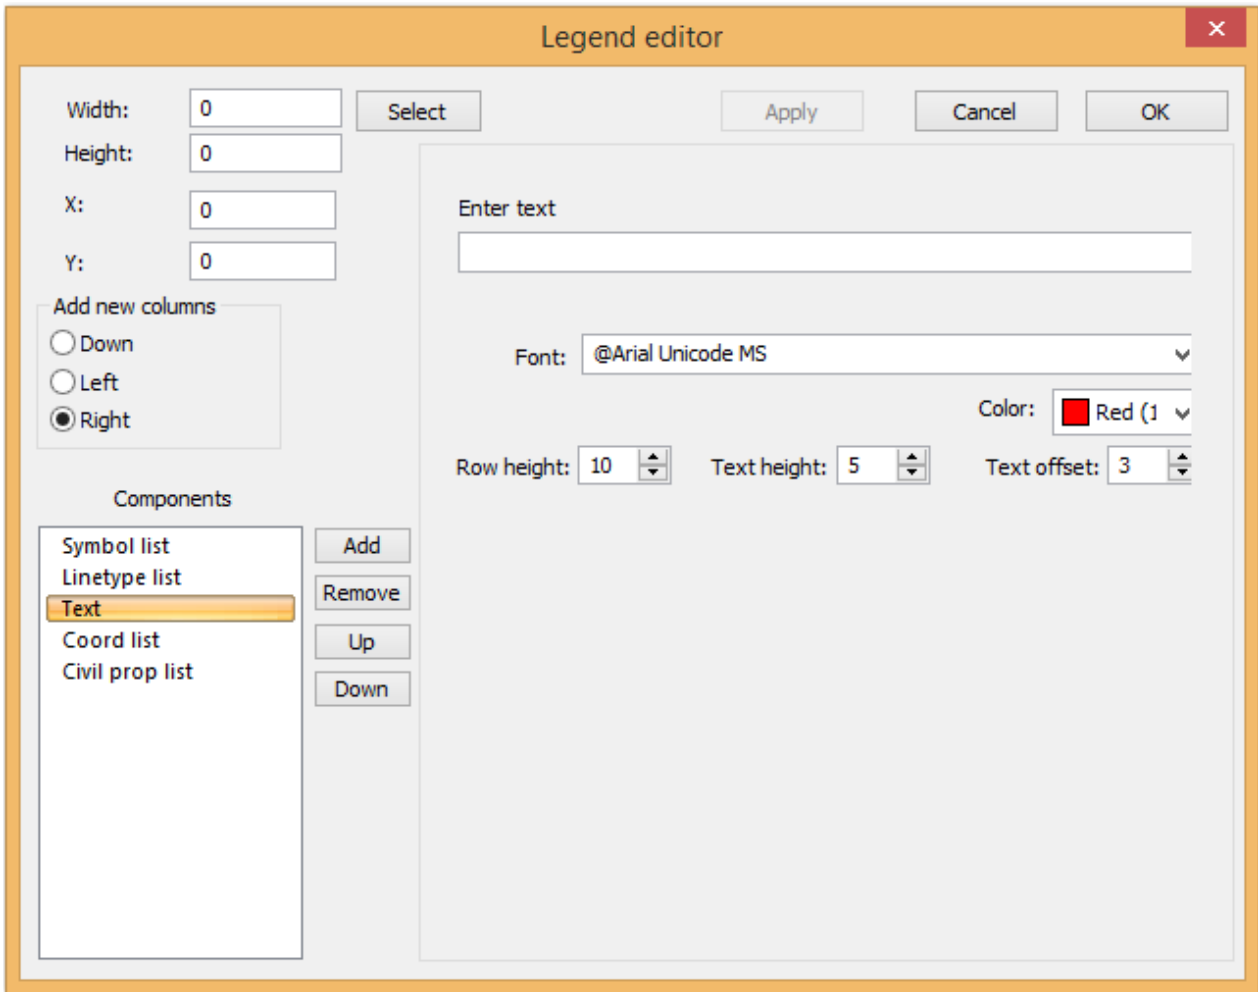 Legend editor
Width: 0 Select Apply Cancel OK
Height: 0
X: 0
Y: 0
Enter text
Add new columns
Down
Left
Right
Font: @Arial Unicode MS
Color: Red (1
Row height: 10 Text height: 5 Text offset: 3
Components
Symbol list
Linetype list
Text
Coord list
Civil prop list
Add
Remove
Up
Down